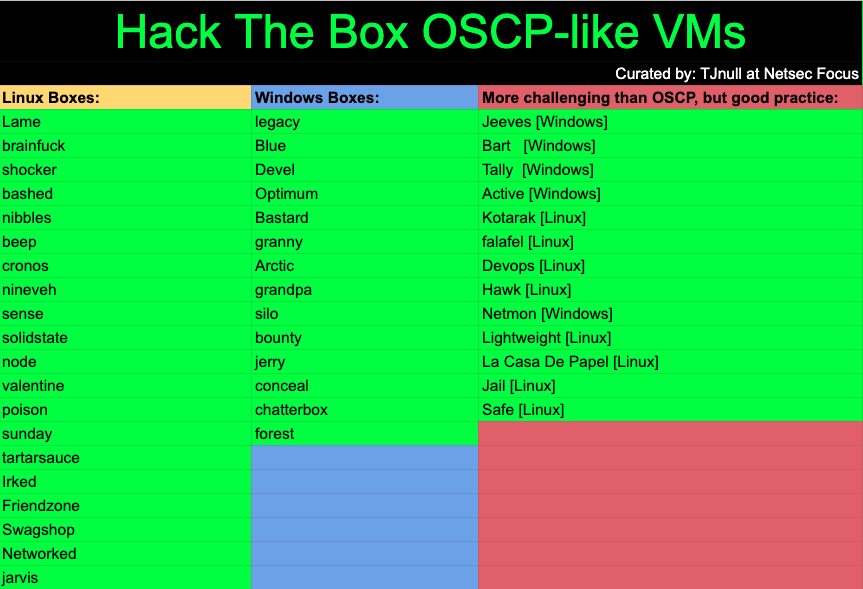 Hack The Box OSCP-like VMs
Curated by: TJnull at Netsec Focus
Linux Boxes: Windows Boxes: More challenging than OSCP, but good practice:
Lame legacy Jeeves [Windows]
brainfuck Blue Bart [Windows]
shocker Devel Tally [Windows]
bashed Optimum Active [Windows]
nibbles Bastard Kotarak [Linux]
beep granny falafel [Linux]
cronos Arctic Devops [Linux]
nineveh grandpa Hawk [Linux]
sense silo Netmon [Windows]
solidstate bounty Lightweight [Linux]
node jerry La Casa De Papel [Linux]
valentine conceal Jail [Linux]
poison chatterbox Safe [Linux]
sunday forest
tartarsauce
Irked
Friendzone
Swagshop
Networked
jarvis